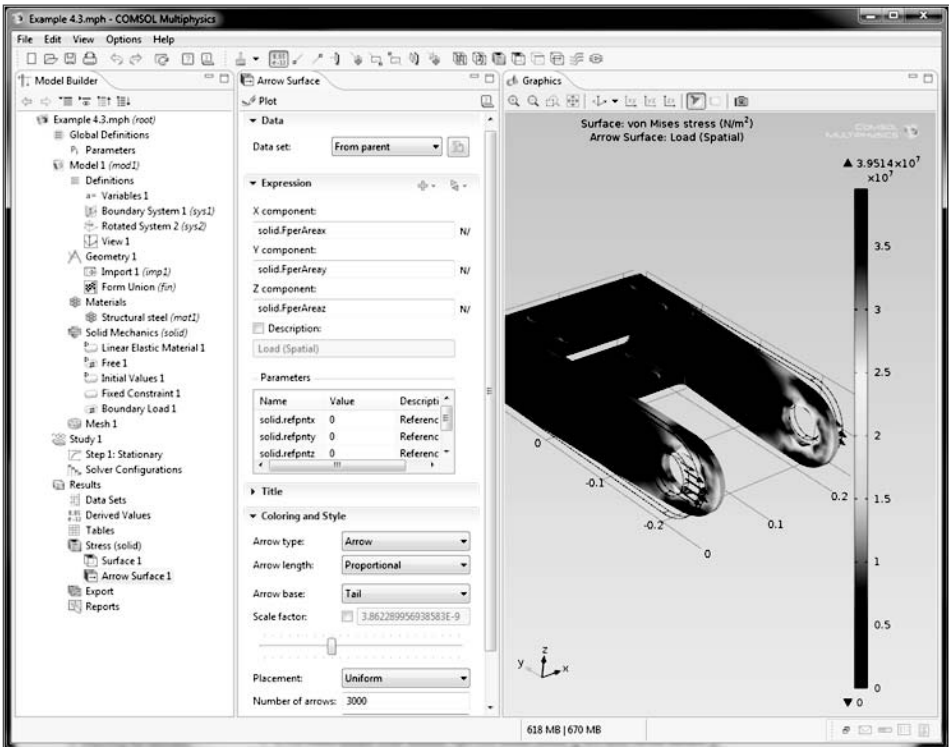 Example 4.3.mph - COMSOL Multiphysics
File Edit View Options Help
Model Builder
Example 4.3.mph (root)
Global Definitions
Pi Parameters
Model 1 (mod1)
Definitions
a= Variables 1
Boundary System 1 (sys1)
Rotated System 2 (sys2)
View 1
Geometry 1
Import 1 (imp1)
Form Union (fin)
Materials
Structural steel (mat1)
Solid Mechanics (solid)
Linear Elastic Material 1
Free 1
Initial Values 1
Fixed Constraint 1
Boundary Load 1
Mesh 1
Study 1
Step 1: Stationary
Solver Configurations
Results
Data Sets
Derived Values
Tables
Stress (solid)
Surface 1
Arrow Surface 1
Export
Reports
Arrow Surface
Plot
Data
Data set: From parent
Expression
X component:
solid.FperAreax N/
Y component:
solid.FperAreay N/
Z component:
solid.FperAreaz N/
Description:
Load (Spatial)
Parameters
Name Value Descripti
solid.refpntx 0 Referenc
solid.refpnty 0 Referenc
solid.refpntz 0 Referenc
Title
Coloring and Style
Arrow type: Arrow
Arrow length: Proportional
Arrow base: Tail
Scale factor: 3.862289956938583E-9
Placement: Uniform
Number of arrows: 3000
Graphics
Surface: von Mises stress (N/m²)
Arrow Surface: Load (Spatial)
COMSOL
MULTIPHYSICS
▲ 3.9514×10⁷
×10⁷
3.5
3
2.5
2
1.5
1
0.5
0
▼ 0
0
-0.1
-0.2
0
0.1
0.2
z
y
x
618 MB | 670 MB